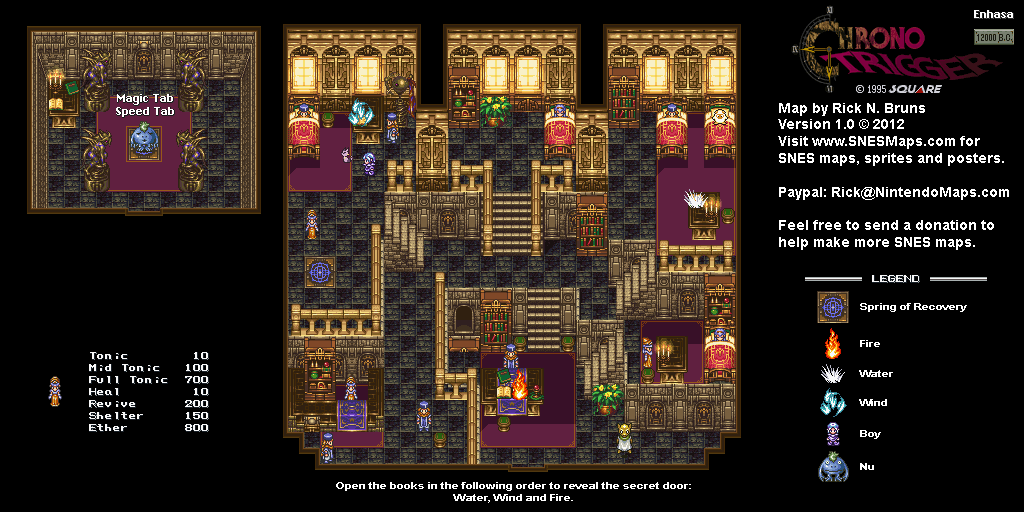 Magic Tab
Speed Tab
Tonic 10
Mid Tonic 100
Full Tonic 700
Heal 10
Revive 200
Shelter 150
Ether 800
Open the books in the following order to reveal the secret door:
Water, Wind and Fire.
CHRONO
TRIGGER
© 1995 SQUARE
Enhasa
12000 B.C.
Map by Rick N. Bruns
Version 1.0 © 2012
Visit www.SNESMaps.com for
SNES maps, sprites and posters.
Paypal: Rick@NintendoMaps.com
Feel free to send a donation to
help make more SNES maps.
LEGEND
Spring of Recovery
Fire
Water
Wind
Boy
Nu